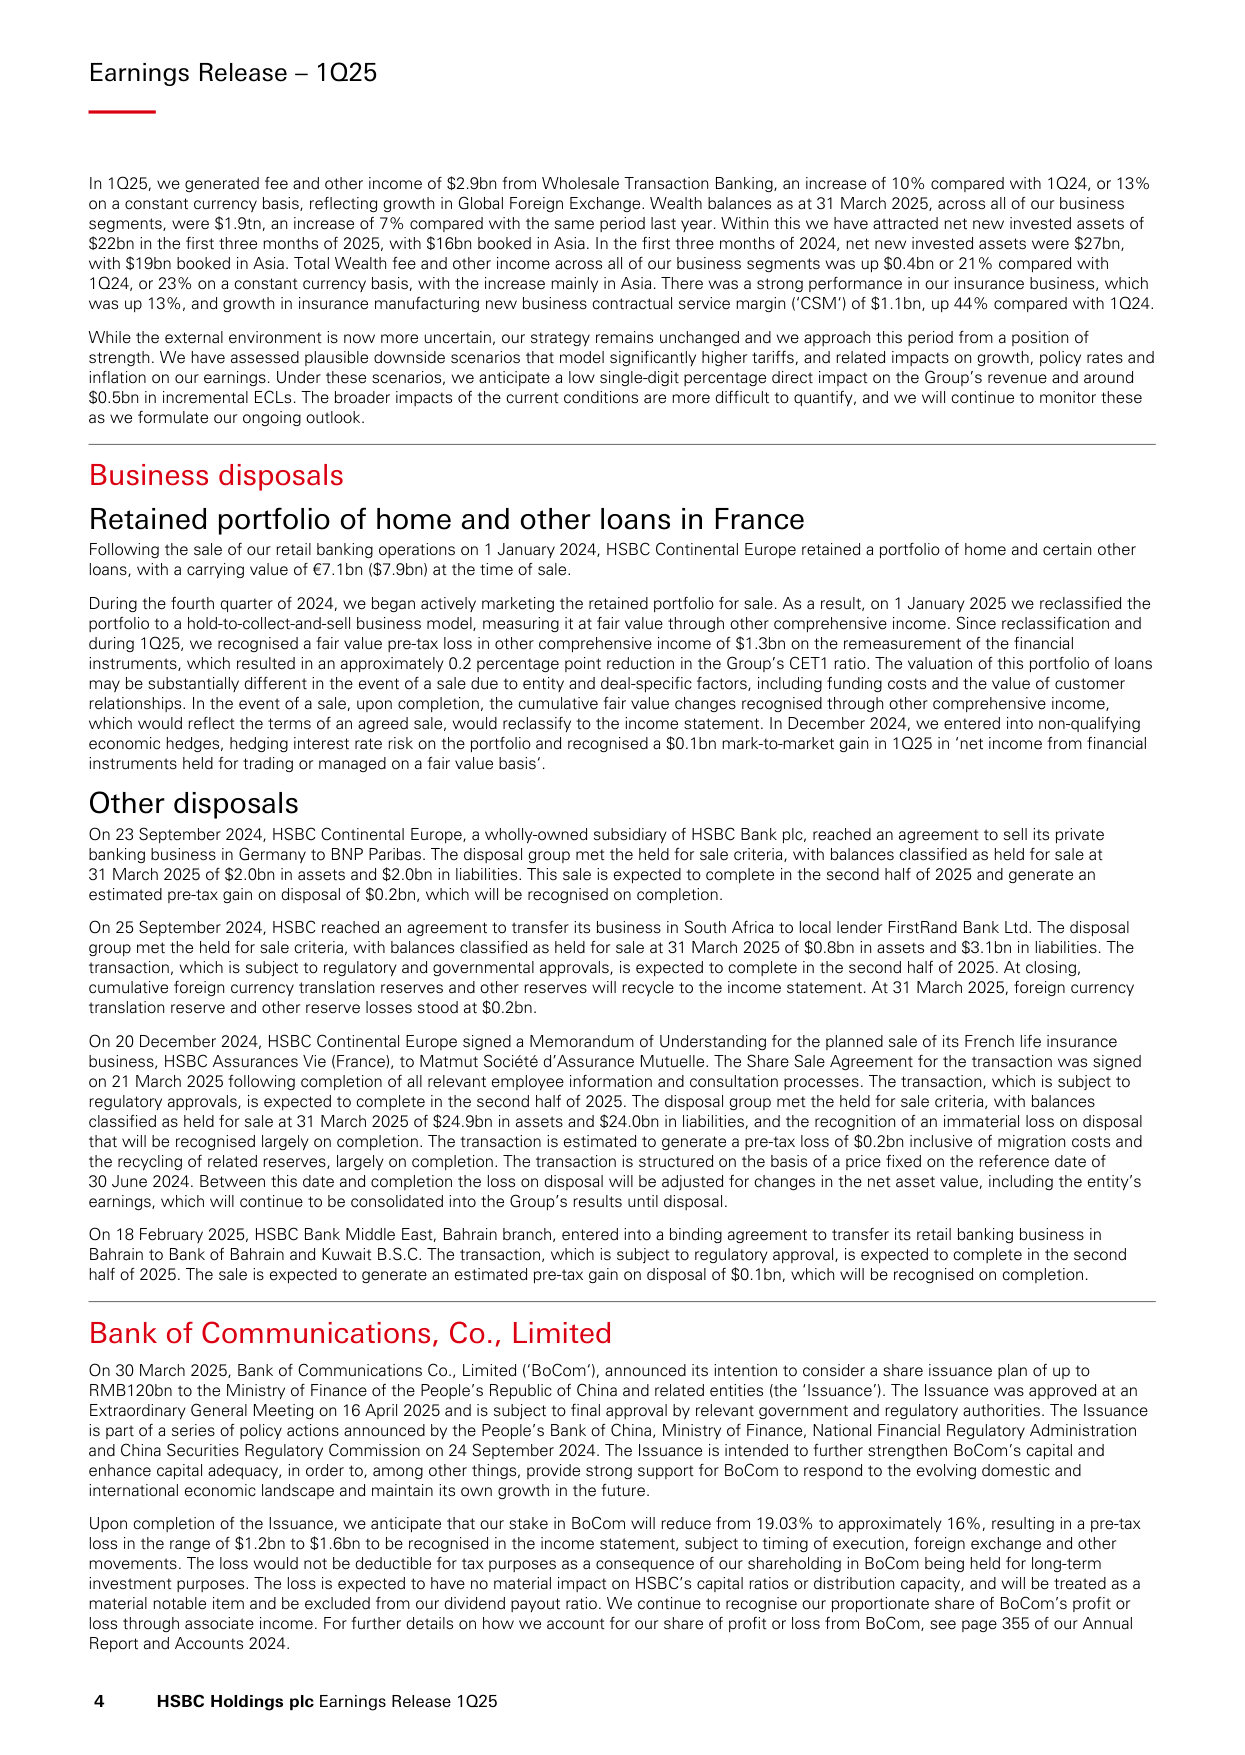 Earnings Release – 1Q25
In 1Q25, we generated fee and other income of $2.9bn from Wholesale Transaction Banking, an increase of 10% compared with 1Q24, or 13%
on a constant currency basis, reflecting growth in Global Foreign Exchange. Wealth balances as at 31 March 2025, across all of our business
segments, were $1.9tn, an increase of 7% compared with the same period last year. Within this we have attracted net new invested assets of
$22bn in the first three months of 2025, with $16bn booked in Asia. In the first three months of 2024, net new invested assets were $27bn,
with $19bn booked in Asia. Total Wealth fee and other income across all of our business segments was up $0.4bn or 21% compared with
1Q24, or 23% on a constant currency basis, with the increase mainly in Asia. There was a strong performance in our insurance business, which
was up 13%, and growth in insurance manufacturing new business contractual service margin (‘CSM’) of $1.1bn, up 44% compared with 1Q24.
While the external environment is now more uncertain, our strategy remains unchanged and we approach this period from a position of
strength. We have assessed plausible downside scenarios that model significantly higher tariffs, and related impacts on growth, policy rates and
inflation on our earnings. Under these scenarios, we anticipate a low single-digit percentage direct impact on the Group’s revenue and around
$0.5bn in incremental ECLs. The broader impacts of the current conditions are more difficult to quantify, and we will continue to monitor these
as we formulate our ongoing outlook.
Business disposals
Retained portfolio of home and other loans in France
Following the sale of our retail banking operations on 1 January 2024, HSBC Continental Europe retained a portfolio of home and certain other
loans, with a carrying value of €7.1bn ($7.9bn) at the time of sale.
During the fourth quarter of 2024, we began actively marketing the retained portfolio for sale. As a result, on 1 January 2025 we reclassified the
portfolio to a hold-to-collect-and-sell business model, measuring it at fair value through other comprehensive income. Since reclassification and
during 1Q25, we recognised a fair value pre-tax loss in other comprehensive income of $1.3bn on the remeasurement of the financial
instruments, which resulted in an approximately 0.2 percentage point reduction in the Group’s CET1 ratio. The valuation of this portfolio of loans
may be substantially different in the event of a sale due to entity and deal-specific factors, including funding costs and the value of customer
relationships. In the event of a sale, upon completion, the cumulative fair value changes recognised through other comprehensive income,
which would reflect the terms of an agreed sale, would reclassify to the income statement. In December 2024, we entered into non-qualifying
economic hedges, hedging interest rate risk on the portfolio and recognised a $0.1bn mark-to-market gain in 1Q25 in ‘net income from financial
instruments held for trading or managed on a fair value basis’.
Other disposals
On 23 September 2024, HSBC Continental Europe, a wholly-owned subsidiary of HSBC Bank plc, reached an agreement to sell its private
banking business in Germany to BNP Paribas. The disposal group met the held for sale criteria, with balances classified as held for sale at
31 March 2025 of $2.0bn in assets and $2.0bn in liabilities. This sale is expected to complete in the second half of 2025 and generate an
estimated pre-tax gain on disposal of $0.2bn, which will be recognised on completion.
On 25 September 2024, HSBC reached an agreement to transfer its business in South Africa to local lender FirstRand Bank Ltd. The disposal
group met the held for sale criteria, with balances classified as held for sale at 31 March 2025 of $0.8bn in assets and $3.1bn in liabilities. The
transaction, which is subject to regulatory and governmental approvals, is expected to complete in the second half of 2025. At closing,
cumulative foreign currency translation reserves and other reserves will recycle to the income statement. At 31 March 2025, foreign currency
translation reserve and other reserve losses stood at $0.2bn.
On 20 December 2024, HSBC Continental Europe signed a Memorandum of Understanding for the planned sale of its French life insurance
business, HSBC Assurances Vie (France), to Matmut Société d’Assurance Mutuelle. The Share Sale Agreement for the transaction was signed
on 21 March 2025 following completion of all relevant employee information and consultation processes. The transaction, which is subject to
regulatory approvals, is expected to complete in the second half of 2025. The disposal group met the held for sale criteria, with balances
classified as held for sale at 31 March 2025 of $24.9bn in assets and $24.0bn in liabilities, and the recognition of an immaterial loss on disposal
that will be recognised largely on completion. The transaction is estimated to generate a pre-tax loss of $0.2bn inclusive of migration costs and
the recycling of related reserves, largely on completion. The transaction is structured on the basis of a price fixed on the reference date of
30 June 2024. Between this date and completion the loss on disposal will be adjusted for changes in the net asset value, including the entity’s
earnings, which will continue to be consolidated into the Group’s results until disposal.
On 18 February 2025, HSBC Bank Middle East, Bahrain branch, entered into a binding agreement to transfer its retail banking business in
Bahrain to Bank of Bahrain and Kuwait B.S.C. The transaction, which is subject to regulatory approval, is expected to complete in the second
half of 2025. The sale is expected to generate an estimated pre-tax gain on disposal of $0.1bn, which will be recognised on completion.
Bank of Communications, Co., Limited
On 30 March 2025, Bank of Communications Co., Limited (‘BoCom’), announced its intention to consider a share issuance plan of up to
RMB120bn to the Ministry of Finance of the People’s Republic of China and related entities (the ‘Issuance’). The Issuance was approved at an
Extraordinary General Meeting on 16 April 2025 and is subject to final approval by relevant government and regulatory authorities. The Issuance
is part of a series of policy actions announced by the People’s Bank of China, Ministry of Finance, National Financial Regulatory Administration
and China Securities Regulatory Commission on 24 September 2024. The Issuance is intended to further strengthen BoCom’s capital and
enhance capital adequacy, in order to, among other things, provide strong support for BoCom to respond to the evolving domestic and
international economic landscape and maintain its own growth in the future.
Upon completion of the Issuance, we anticipate that our stake in BoCom will reduce from 19.03% to approximately 16%, resulting in a pre-tax
loss in the range of $1.2bn to $1.6bn to be recognised in the income statement, subject to timing of execution, foreign exchange and other
movements. The loss would not be deductible for tax purposes as a consequence of our shareholding in BoCom being held for long-term
investment purposes. The loss is expected to have no material impact on HSBC’s capital ratios or distribution capacity, and will be treated as a
material notable item and be excluded from our dividend payout ratio. We continue to recognise our proportionate share of BoCom’s profit or
loss through associate income. For further details on how we account for our share of profit or loss from BoCom, see page 355 of our Annual
Report and Accounts 2024.
4 HSBC Holdings plc Earnings Release 1Q25